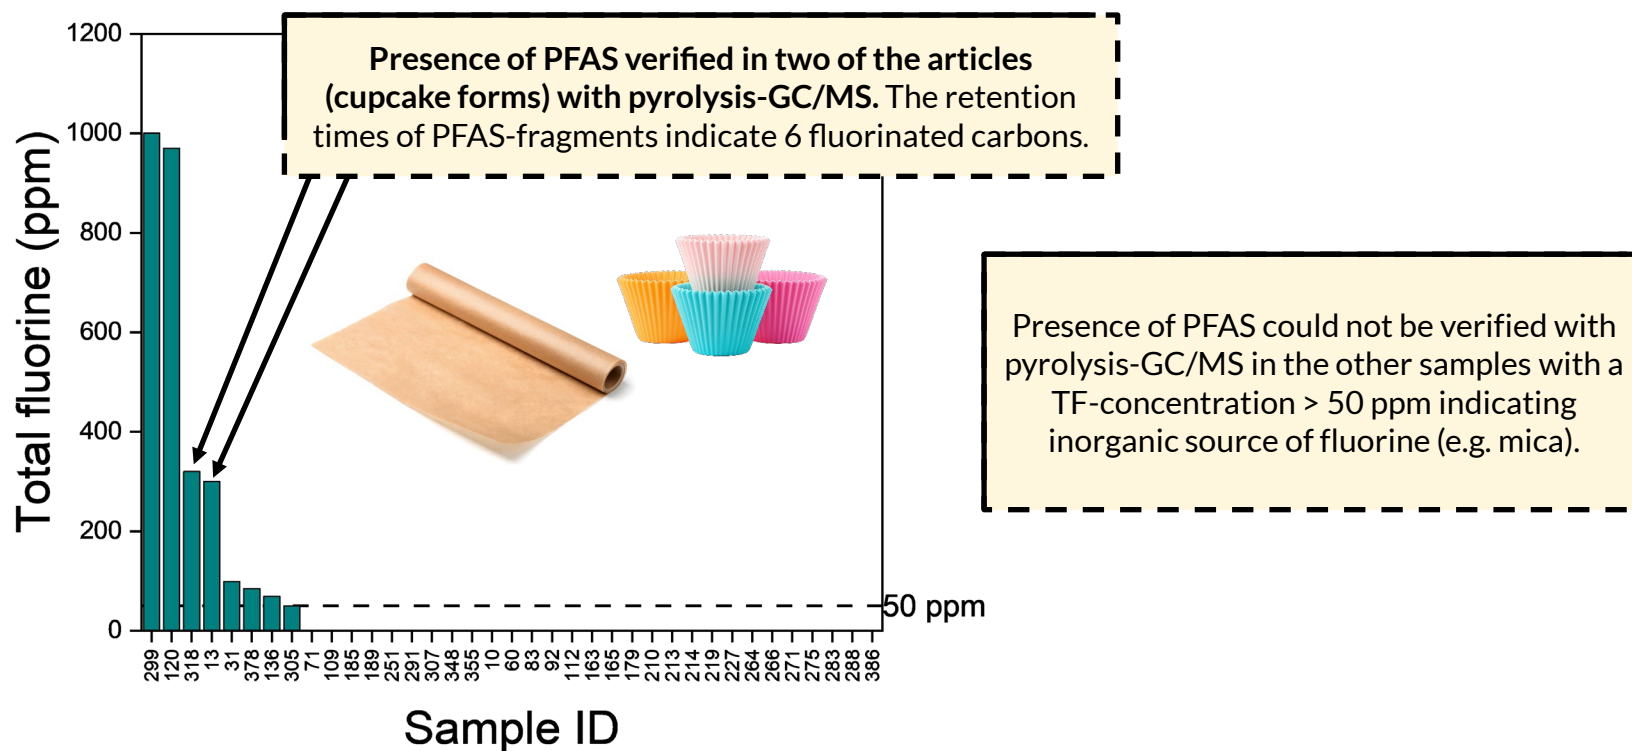 Presence of PFAS verified in two of the articles
(cupcake forms) with pyrolysis-GC/MS. The retention
times of PFAS-fragments indicate 6 fluorinated carbons.
Presence of PFAS could not be verified with
pyrolysis-GC/MS in the other samples with a
TF-concentration > 50 ppm indicating
inorganic source of fluorine (e.g. mica).
Total fluorine (ppm)
1200
1000
800
600
400
200
0
50 ppm
299 120 318 13 31 378 136 305 71 109 185 189 251 291 307 348 355 10 60 83 92 112 163 165 179 210 213 214 219 227 264 266 271 275 283 288 386
Sample ID